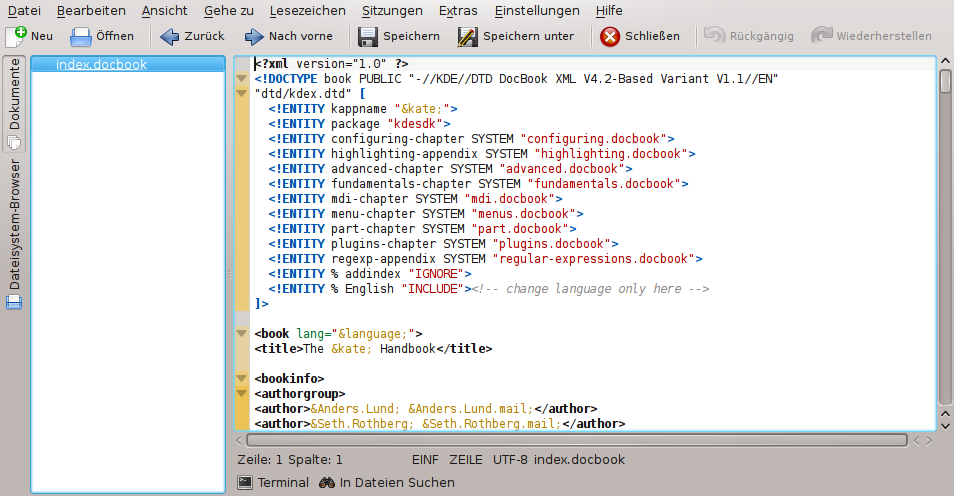 Datei Bearbeiten Ansicht Gehe zu Lesezeichen Sitzungen Extras Einstellungen Hilfe
Neu Öffnen Zurück Nach vorne Speichern Speichern unter Schließen Rückgängig Wiederherstellen
Dokumente
Dateisystem-Browser
index.docbook
<?xml version="1.0" ?>
<!DOCTYPE book PUBLIC "-//KDE//DTD DocBook XML V4.2-Based Variant V1.1//EN"
"dtd/kdex.dtd" [
  <!ENTITY kappname "&kate;">
  <!ENTITY package "kdesdk">
  <!ENTITY configuring-chapter SYSTEM "configuring.docbook">
  <!ENTITY highlighting-appendix SYSTEM "highlighting.docbook">
  <!ENTITY advanced-chapter SYSTEM "advanced.docbook">
  <!ENTITY fundamentals-chapter SYSTEM "fundamentals.docbook">
  <!ENTITY mdi-chapter SYSTEM "mdi.docbook">
  <!ENTITY menu-chapter SYSTEM "menus.docbook">
  <!ENTITY part-chapter SYSTEM "part.docbook">
  <!ENTITY plugins-chapter SYSTEM "plugins.docbook">
  <!ENTITY regexp-appendix SYSTEM "regular-expressions.docbook">
  <!ENTITY % addindex "IGNORE">
  <!ENTITY % English "INCLUDE"><!-- change language only here -->
]>
<book lang="&language;">
<title>The &kate; Handbook</title>
<bookinfo>
<authorgroup>
<author>&Anders.Lund; &Anders.Lund.mail;</author>
<author>&Seth.Rothberg; &Seth.Rothberg.mail;</author>
Zeile: 1 Spalte: 1 EINF ZEILE UTF-8 index.docbook
Terminal In Dateien Suchen